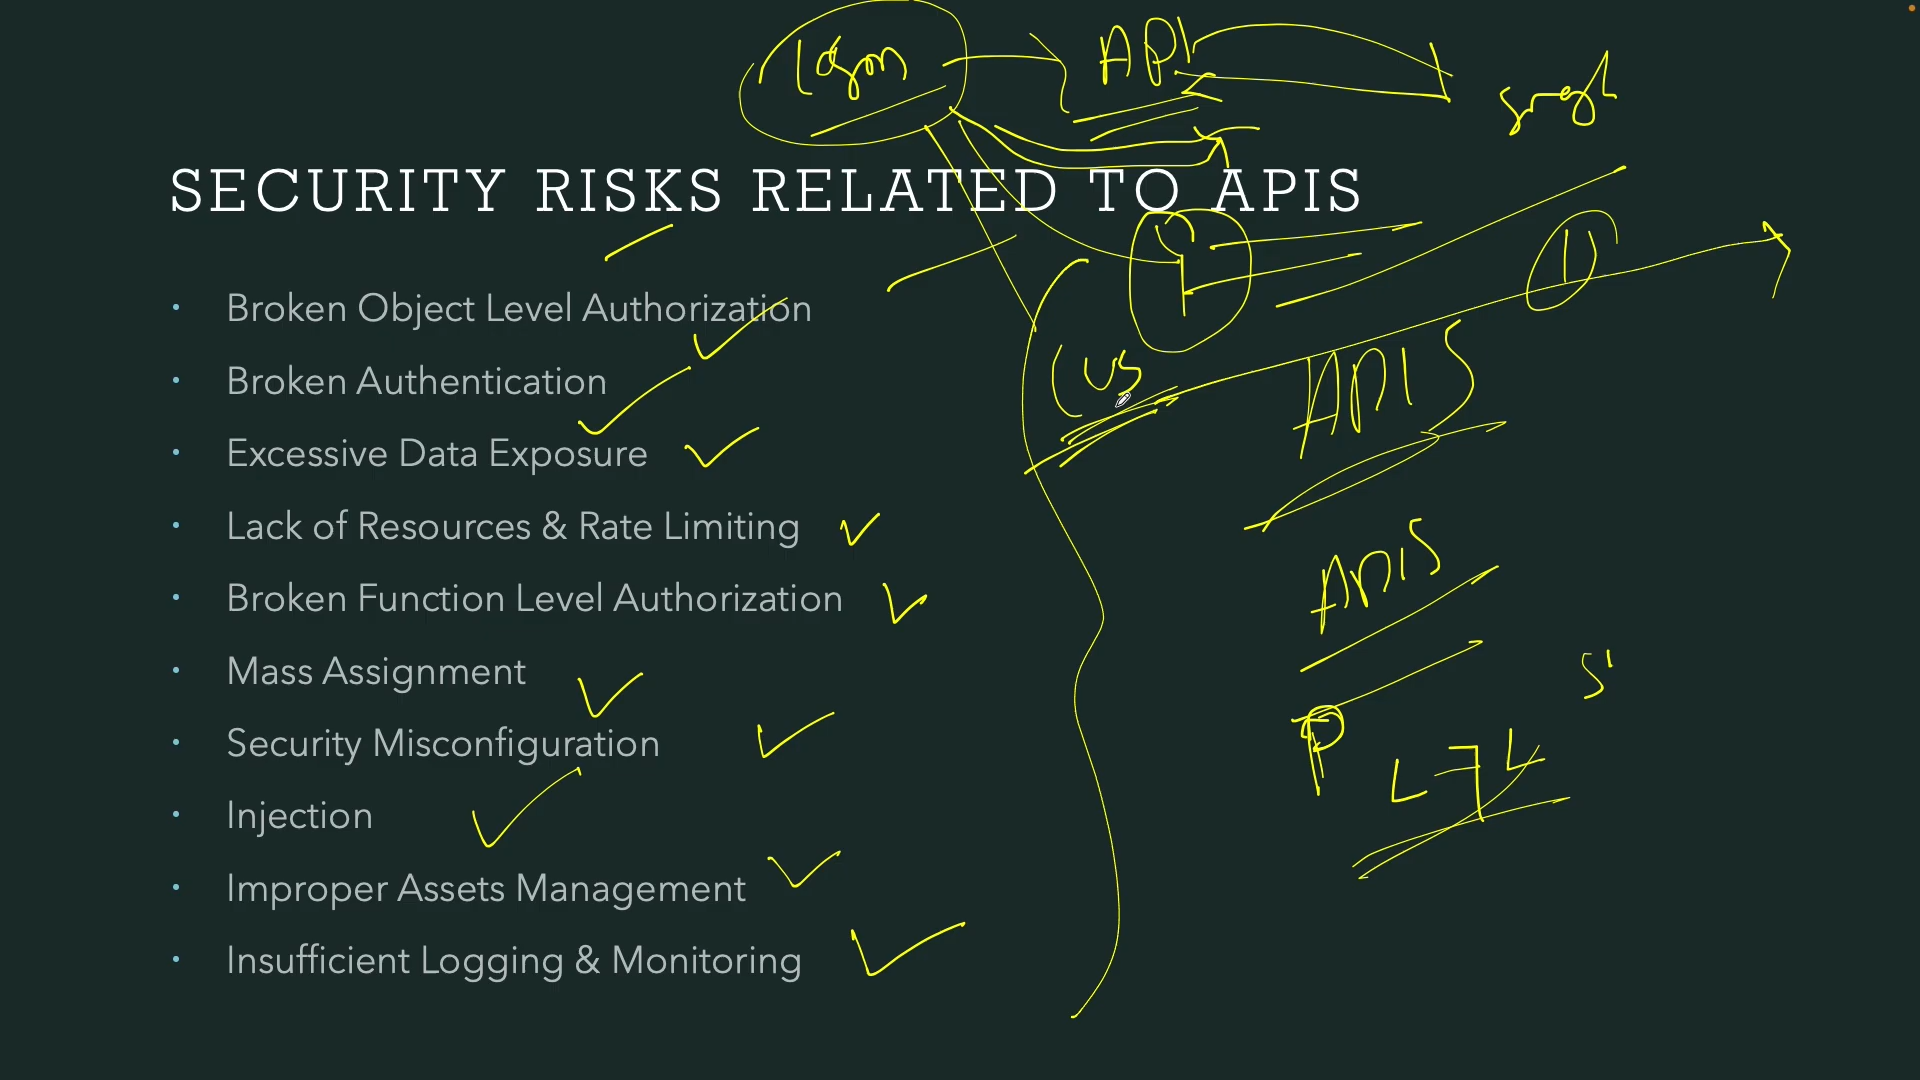 API
SECURITY RISKS RELATED TO APIS
• Broken Object Level Authorization
• Broken Authentication
• Excessive Data Exposure
• Lack of Resources & Rate Limiting
• Broken Function Level Authorization
• Mass Assignment
• Security Misconfiguration
• Injection
• Improper Assets Management
• Insufficient Logging & Monitoring
APIS
APIS